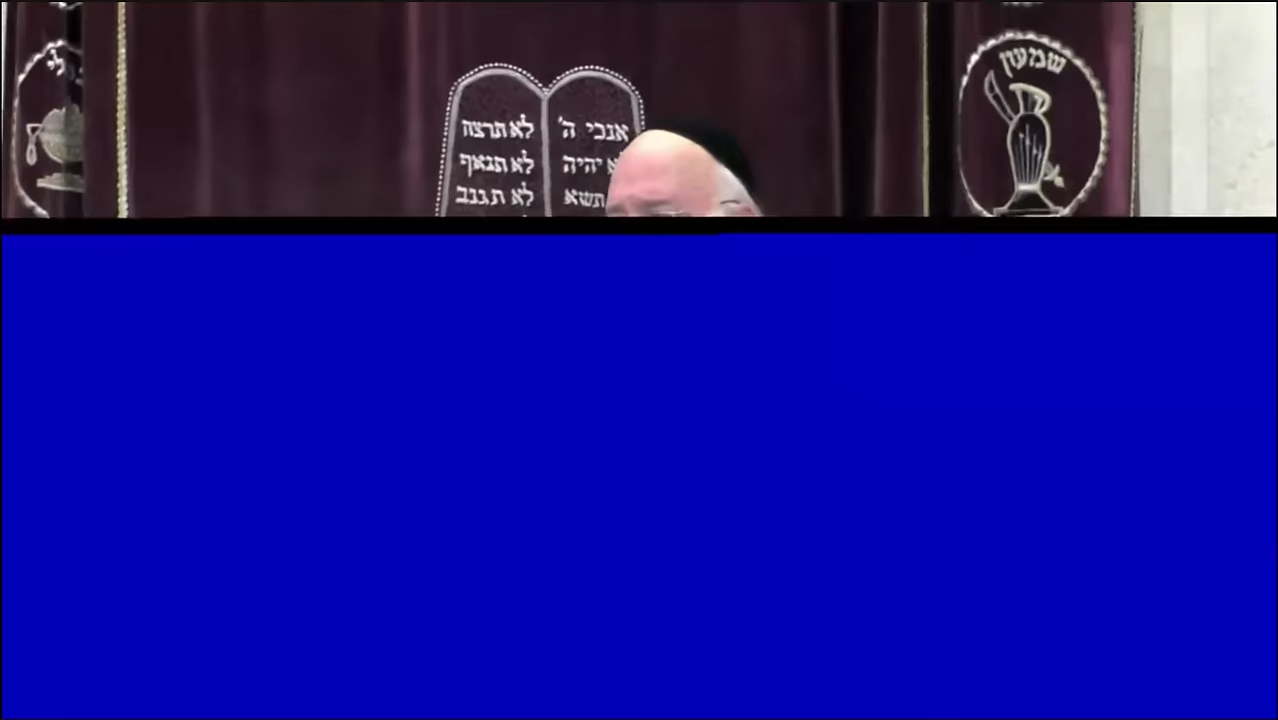 שמעון
אנכי ה'
יהיה
תשא
לא תרצח
לא תנאף
לא תגנב